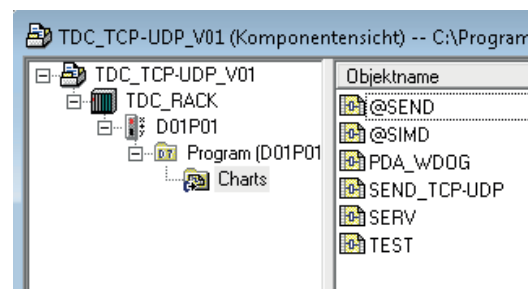 TDC_TCP-UDP_V01 (Komponentensicht) -- C:\Program
TDC_TCP-UDP_V01
TDC_RACK
D01P01
D7 Program (D01P01
Charts
Objektname
@SEND
@SIMD
PDA_WDOG
SEND_TCP-UDP
SERV
TEST